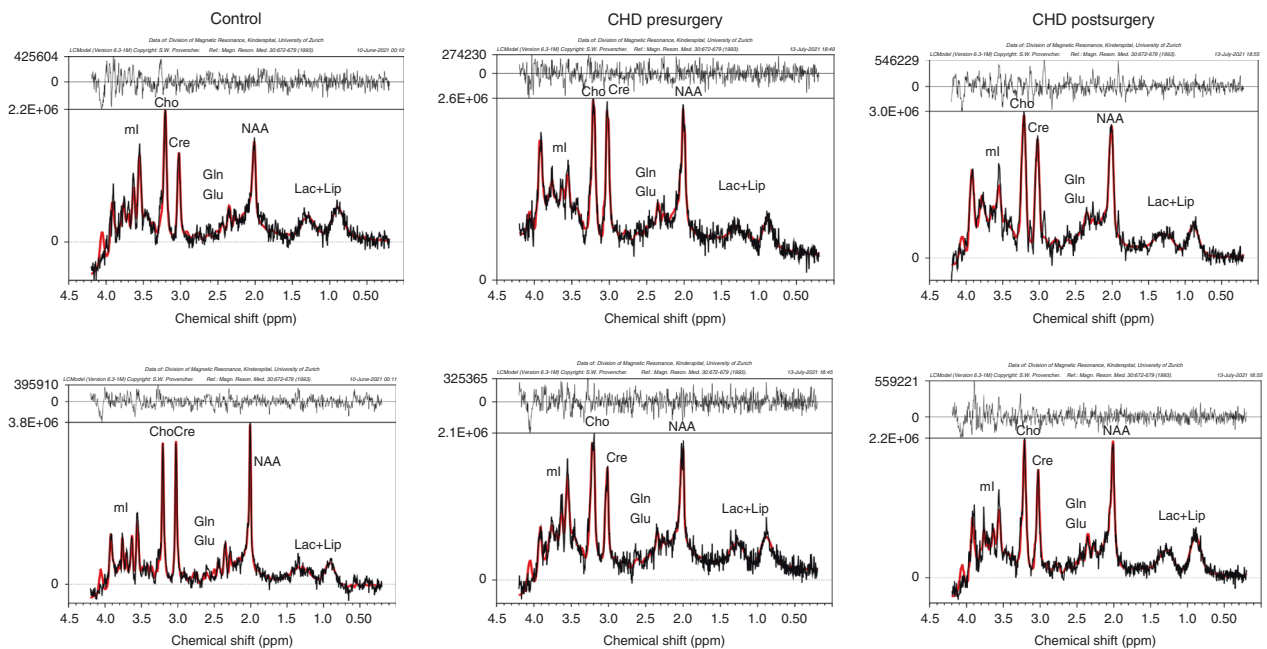 Control
CHD presurgery
CHD postsurgery
Data of: Division of Magnetic Resonance, Kinderspital, University of Zurich
LCModel (Version 6.3-1M) Copyright: S.W. Provencher. Ref.: Magn. Reson. Med. 30:672-679 (1993). 10-June-2021 00:10
425604
0
2.2E+06
Cho
mI
Cre
NAA
Gln
Glu
Lac+Lip
0
4.5 4.0 3.5 3.0 2.5 2.0 1.5 1.0 0.50
Chemical shift (ppm)
Data of: Division of Magnetic Resonance, Kinderspital, University of Zurich
LCModel (Version 6.3-1M) Copyright: S.W. Provencher. Ref.: Magn. Reson. Med. 30:672-679 (1993). 13-July-2021 18:49
274230
0
2.6E+06
Cho Cre
NAA
mI
Gln
Glu
Lac+Lip
0
4.5 4.0 3.5 3.0 2.5 2.0 1.5 1.0 0.50
Chemical shift (ppm)
Data of: Division of Magnetic Resonance, Kinderspital, University of Zurich
LCModel (Version 6.3-1M) Copyright: S.W. Provencher. Ref.: Magn. Reson. Med. 30:672-679 (1993). 13-July-2021 18:55
546229
0
3.0E+06
Cho
Cre
NAA
mI
Gln
Glu
Lac+Lip
0
4.5 4.0 3.5 3.0 2.5 2.0 1.5 1.0 0.50
Chemical shift (ppm)
Data of: Division of Magnetic Resonance, Kinderspital, University of Zurich
LCModel (Version 6.3-1M) Copyright: S.W. Provencher. Ref.: Magn. Reson. Med. 30:672-679 (1993). 10-June-2021 00:11
395910
0
3.8E+06
ChoCre
NAA
mI
Gln
Glu
Lac+Lip
0
4.5 4.0 3.5 3.0 2.5 2.0 1.5 1.0 0.50
Chemical shift (ppm)
Data of: Division of Magnetic Resonance, Kinderspital, University of Zurich
LCModel (Version 6.3-1M) Copyright: S.W. Provencher. Ref.: Magn. Reson. Med. 30:672-679 (1993). 13-July-2021 18:45
325365
0
2.1E+06
Cho
NAA
Cre
mI
Gln
Glu
Lac+Lip
0
4.5 4.0 3.5 3.0 2.5 2.0 1.5 1.0 0.50
Chemical shift (ppm)
Data of: Division of Magnetic Resonance, Kinderspital, University of Zurich
LCModel (Version 6.3-1M) Copyright: S.W. Provencher. Ref.: Magn. Reson. Med. 30:672-679 (1993). 13-July-2021 18:55
559221
0
2.2E+06
Cho
NAA
Cre
mI
Gln
Glu
Lac+Lip
0
4.5 4.0 3.5 3.0 2.5 2.0 1.5 1.0 0.50
Chemical shift (ppm)